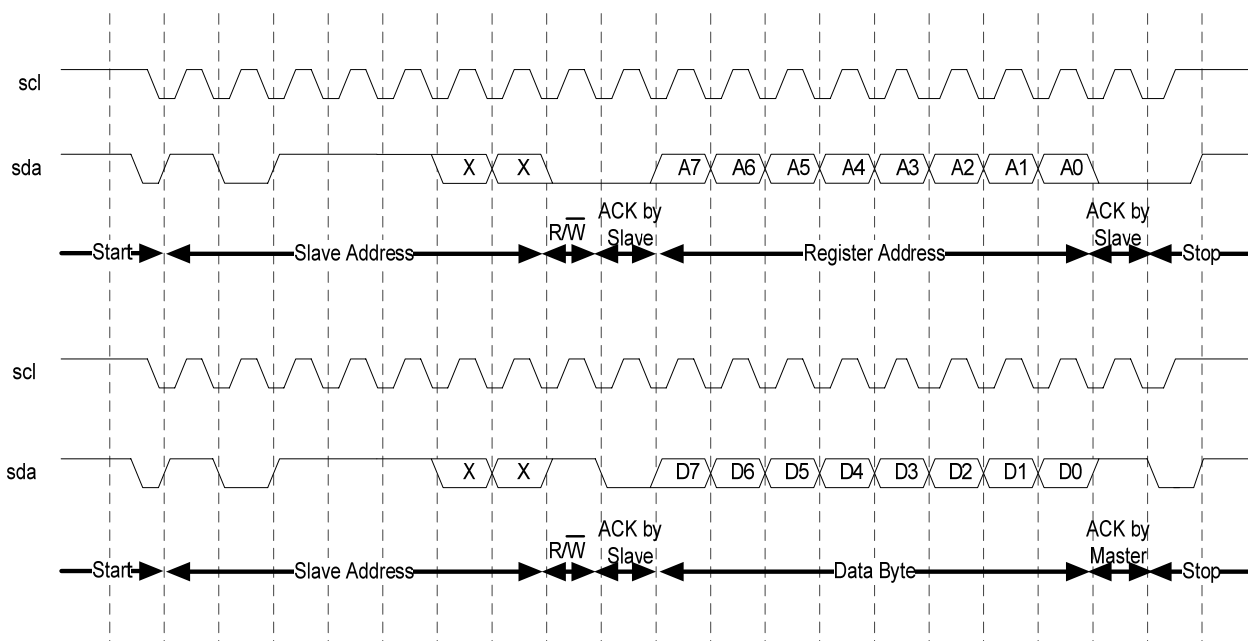 scl
sda X X A7 A6 A5 A4 A3 A2 A1 A0
R/W̅ ACK by Slave ACK by Slave
Start Slave Address Register Address Stop
scl
sda X X D7 D6 D5 D4 D3 D2 D1 D0
R/W̅ ACK by Slave ACK by Master
Start Slave Address Data Byte Stop